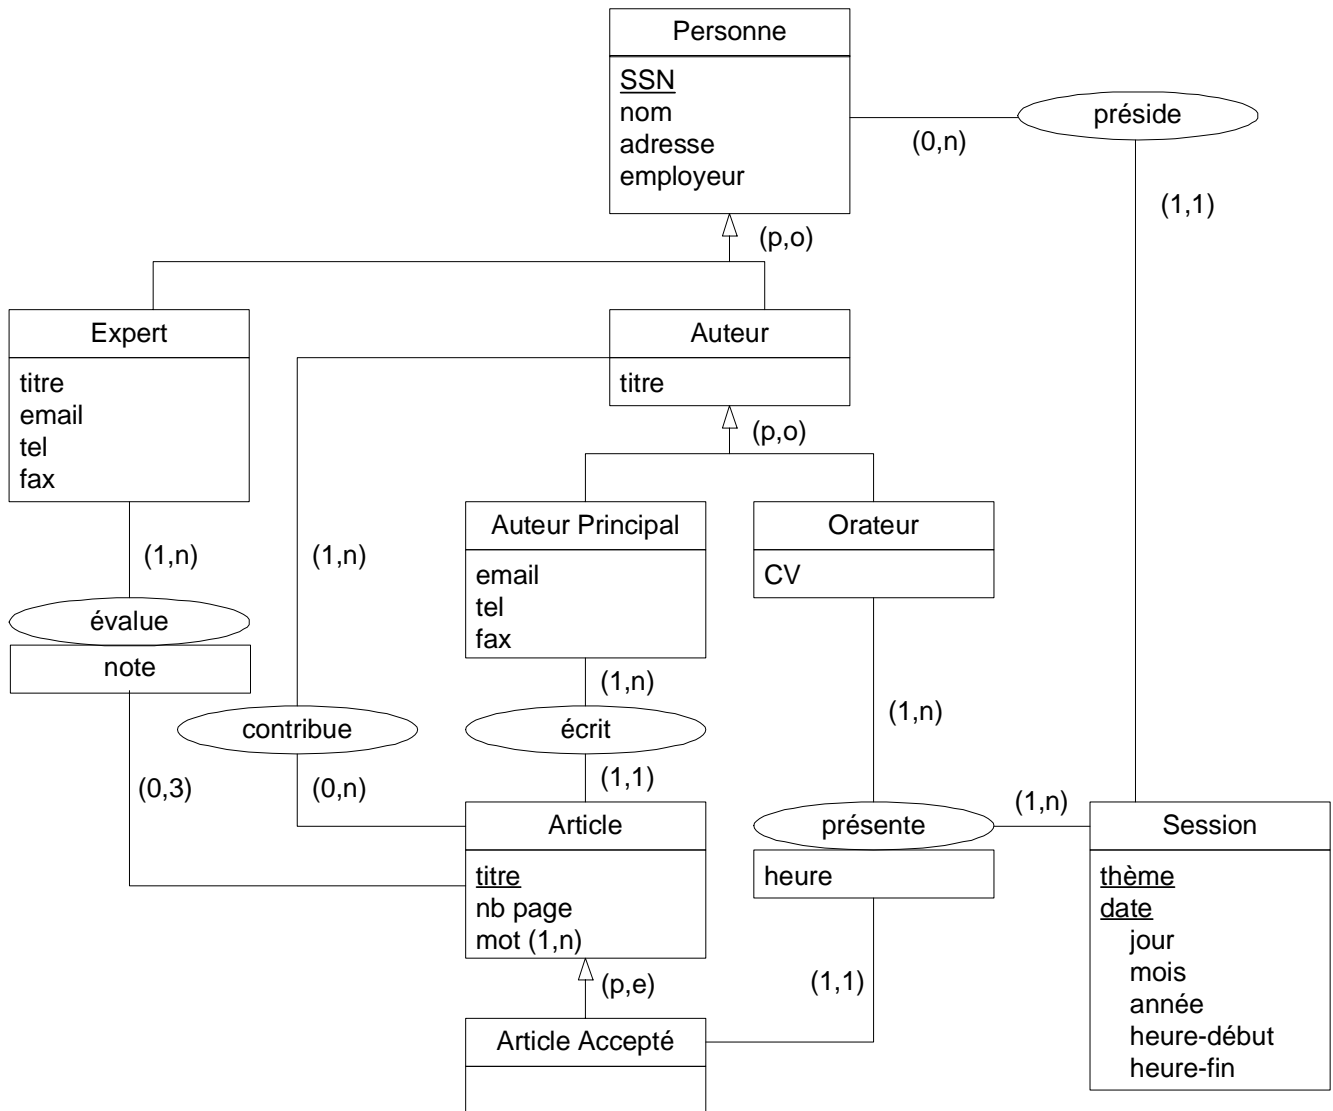 Personne
SSN
nom
adresse
employeur
préside
(0,n)
(1,1)
(p,o)
Expert
titre
email
tel
fax
Auteur
titre
(p,o)
Auteur Principal
email
tel
fax
Orateur
CV
(1,n)
(1,n)
évalue
note
(1,n)
(1,n)
contribue
écrit
(0,3)
(0,n)
(1,1)
(1,n)
Article
titre
nb page
mot (1,n)
présente
heure
Session
thème
date
jour
mois
année
heure-début
heure-fin
(p,e)
(1,1)
Article Accepté